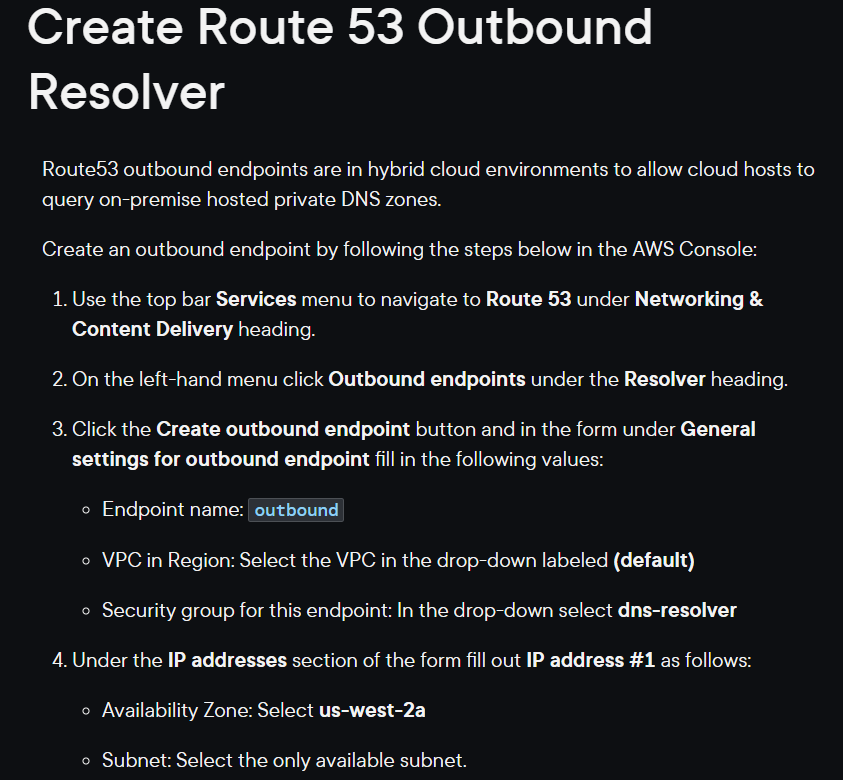 Create Route 53 Outbound
Resolver
Route53 outbound endpoints are in hybrid cloud environments to allow cloud hosts to
query on-premise hosted private DNS zones.
Create an outbound endpoint by following the steps below in the AWS Console:
1. Use the top bar Services menu to navigate to Route 53 under Networking &
Content Delivery heading.
2. On the left-hand menu click Outbound endpoints under the Resolver heading.
3. Click the Create outbound endpoint button and in the form under General
settings for outbound endpoint fill in the following values:
◦ Endpoint name: outbound
◦ VPC in Region: Select the VPC in the drop-down labeled (default)
◦ Security group for this endpoint: In the drop-down select dns-resolver
4. Under the IP addresses section of the form fill out IP address #1 as follows:
◦ Availability Zone: Select us-west-2a
◦ Subnet: Select the only available subnet.